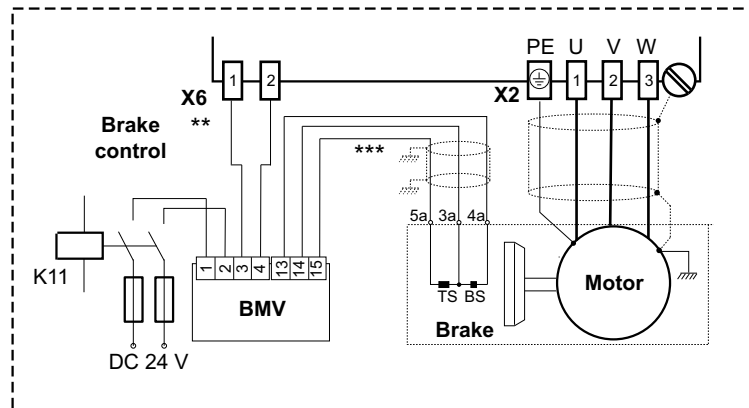 PE U V W
1 2 1 2 3
X6 X2
**
Brake
control
***
5a 3a 4a
K11
1 2 3 4 13 14 15
BMV
TS BS
Motor
Brake
DC 24 V